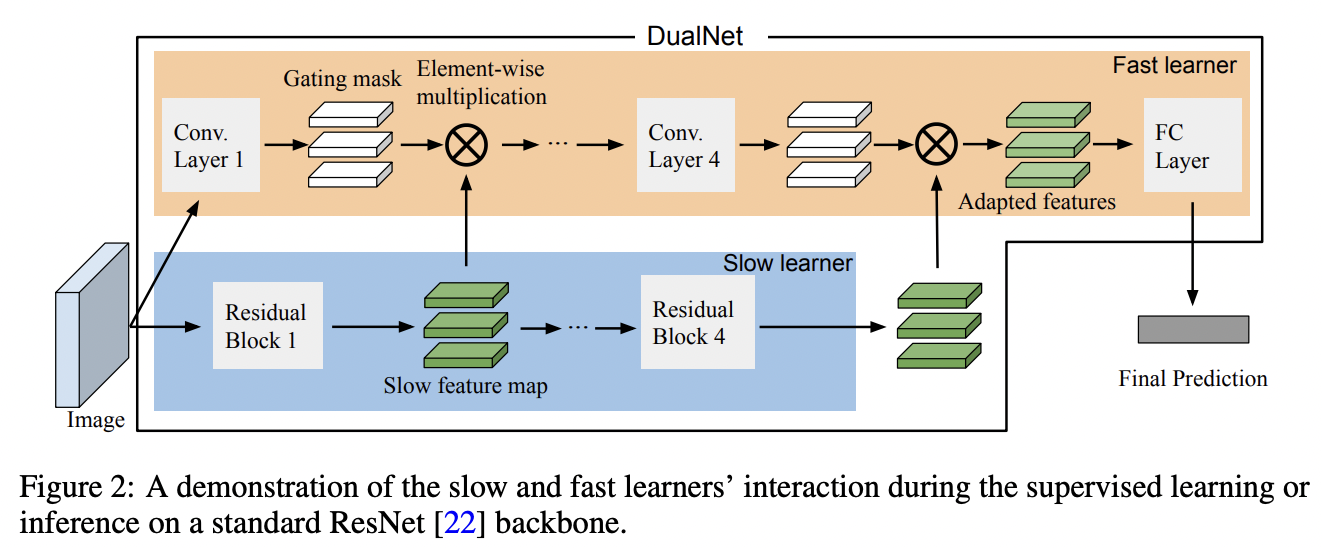 DualNet
Fast learner
Gating mask
Element-wise
multiplication
Conv.
Layer 1
...
Conv.
Layer 4
FC
Layer
Adapted features
Slow learner
Residual
Block 1
...
Residual
Block 4
Slow feature map
Image
Final Prediction
Figure 2: A demonstration of the slow and fast learners’ interaction during the supervised learning or
inference on a standard ResNet [22] backbone.